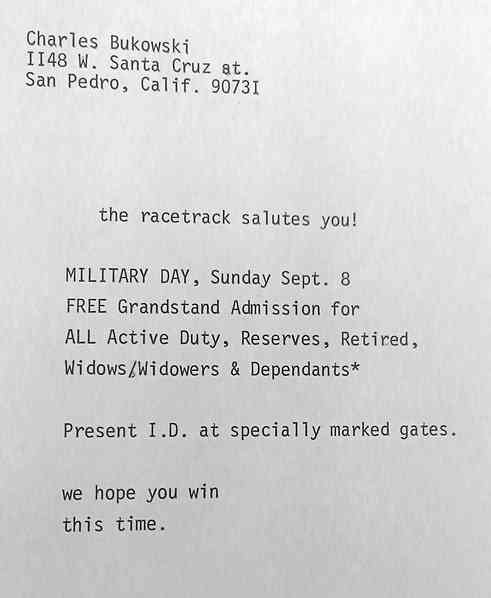 Charles Bukowski
II48 W. Santa Cruz at.
San Pedro, Calif. 9073I
the racetrack salutes you!
MILITARY DAY, Sunday Sept. 8
FREE Grandstand Admission for
ALL Active Duty, Reserves, Retired,
Widows/Widowers & Dependants*
Present I.D. at specially marked gates.
we hope you win
this time.